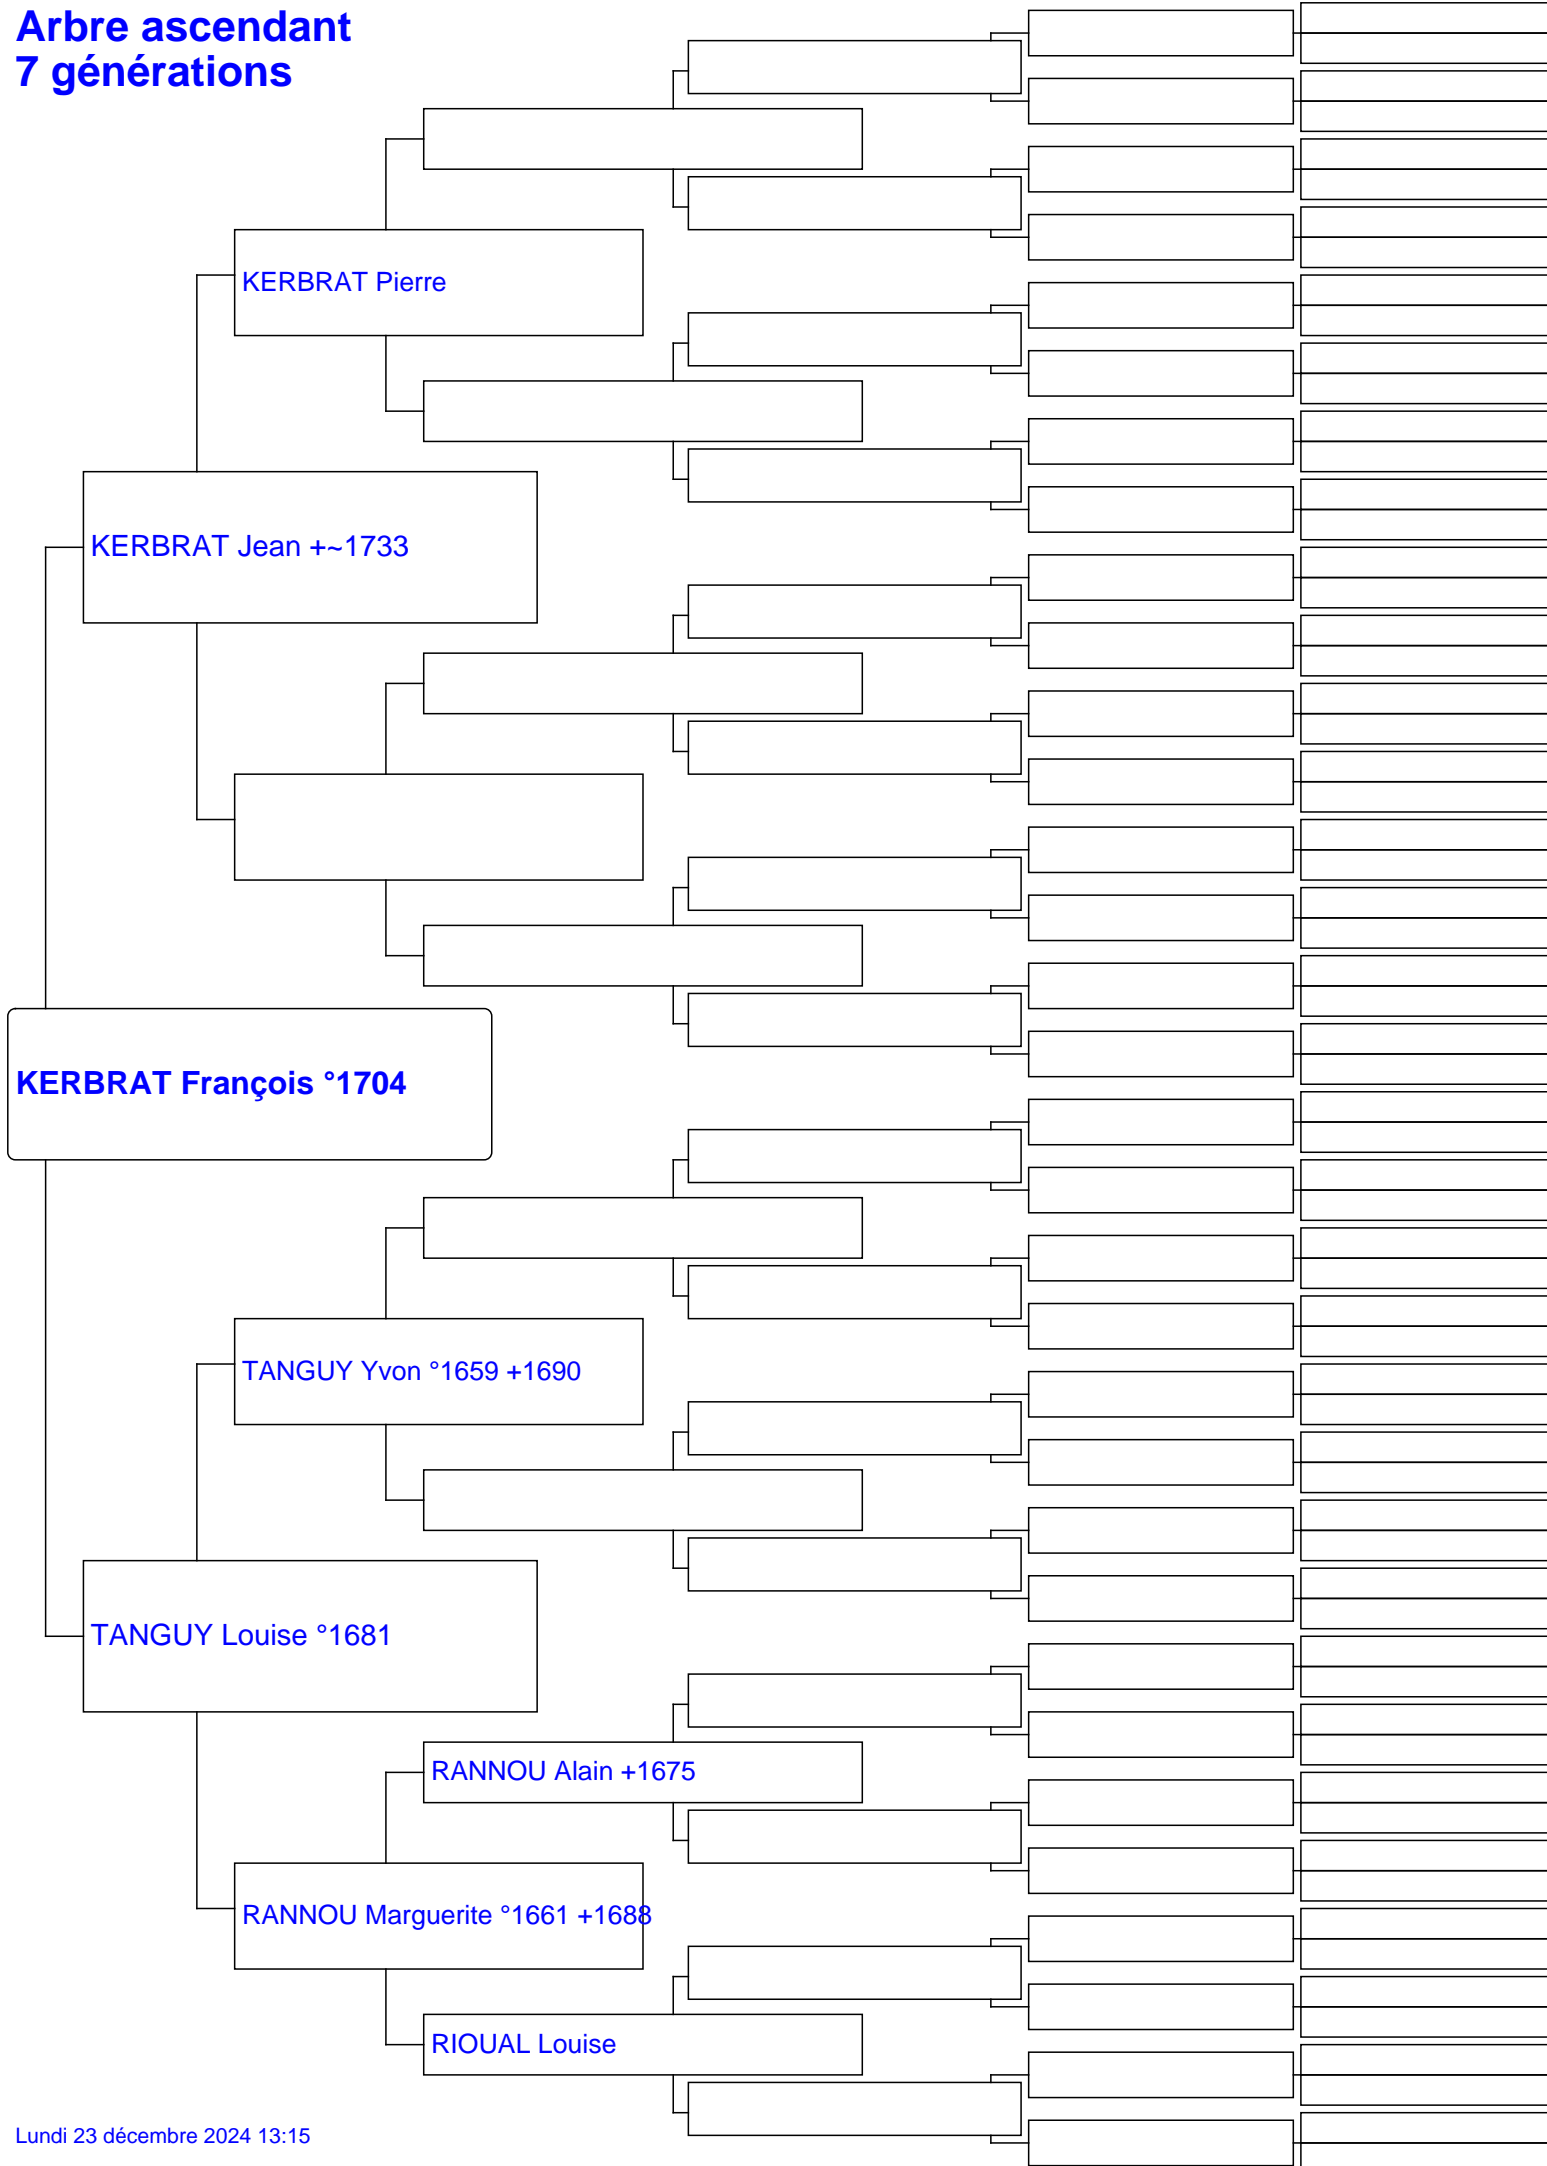 Arbre ascendant
7 générations
KERBRAT Pierre
KERBRAT Jean +~1733
KERBRAT François °1704
TANGUY Yvon °1659 +1690
TANGUY Louise °1681
RANNOU Alain +1675
RANNOU Marguerite °1661 +1688
RIOUAL Louise
Lundi 23 décembre 2024 13:15